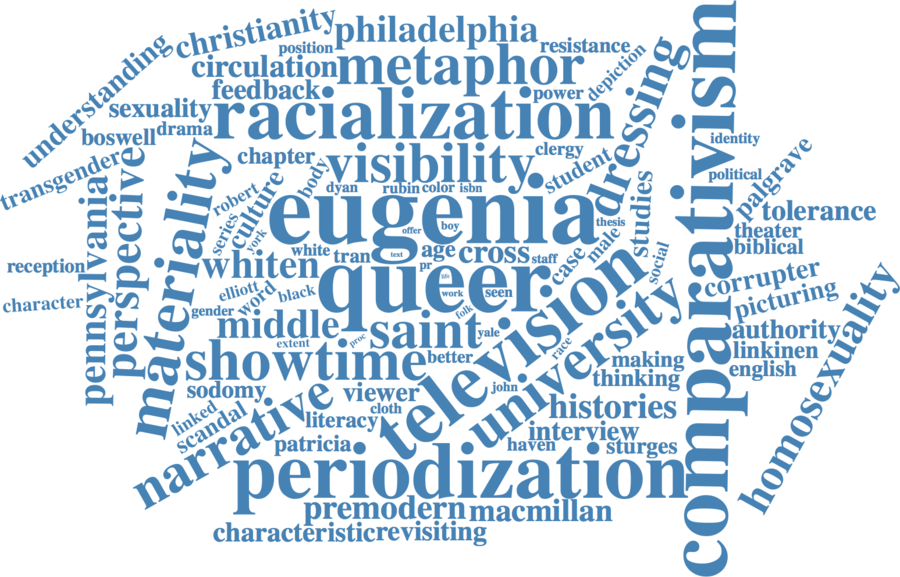 understanding
christianity
position
philadelphia
resistance
circulation
metaphor
depiction
feedback
power
sexuality
racialization
dressing
comparativism
boswell
drama
transgender
chapter
visibility
clergy
student
identity
political
palgrave
pennsylvania
perspective
materiality
robert
culture
body
dyan
rubin
color
isbn
eugenia
series
york
offer
boy
thesis
studies
tolerance
theater
biblical
reception
whiten
white
tran
text
age
cross
staff
case
male
social
character
elliott
word
black
pr
queer
life
work
seen
corrupter
picturing
gender
middle
extent
proc
saint
folk
yale
television
university
race
authority
linkinen
english
showtime
better
making
thinking
homosexuality
sodomy
viewer
john
linked
scandal
narrative
literacy
cloth
histories
patricia
haven
interview
sturges
periodization
premodern
macmillan
characteristic
revisiting